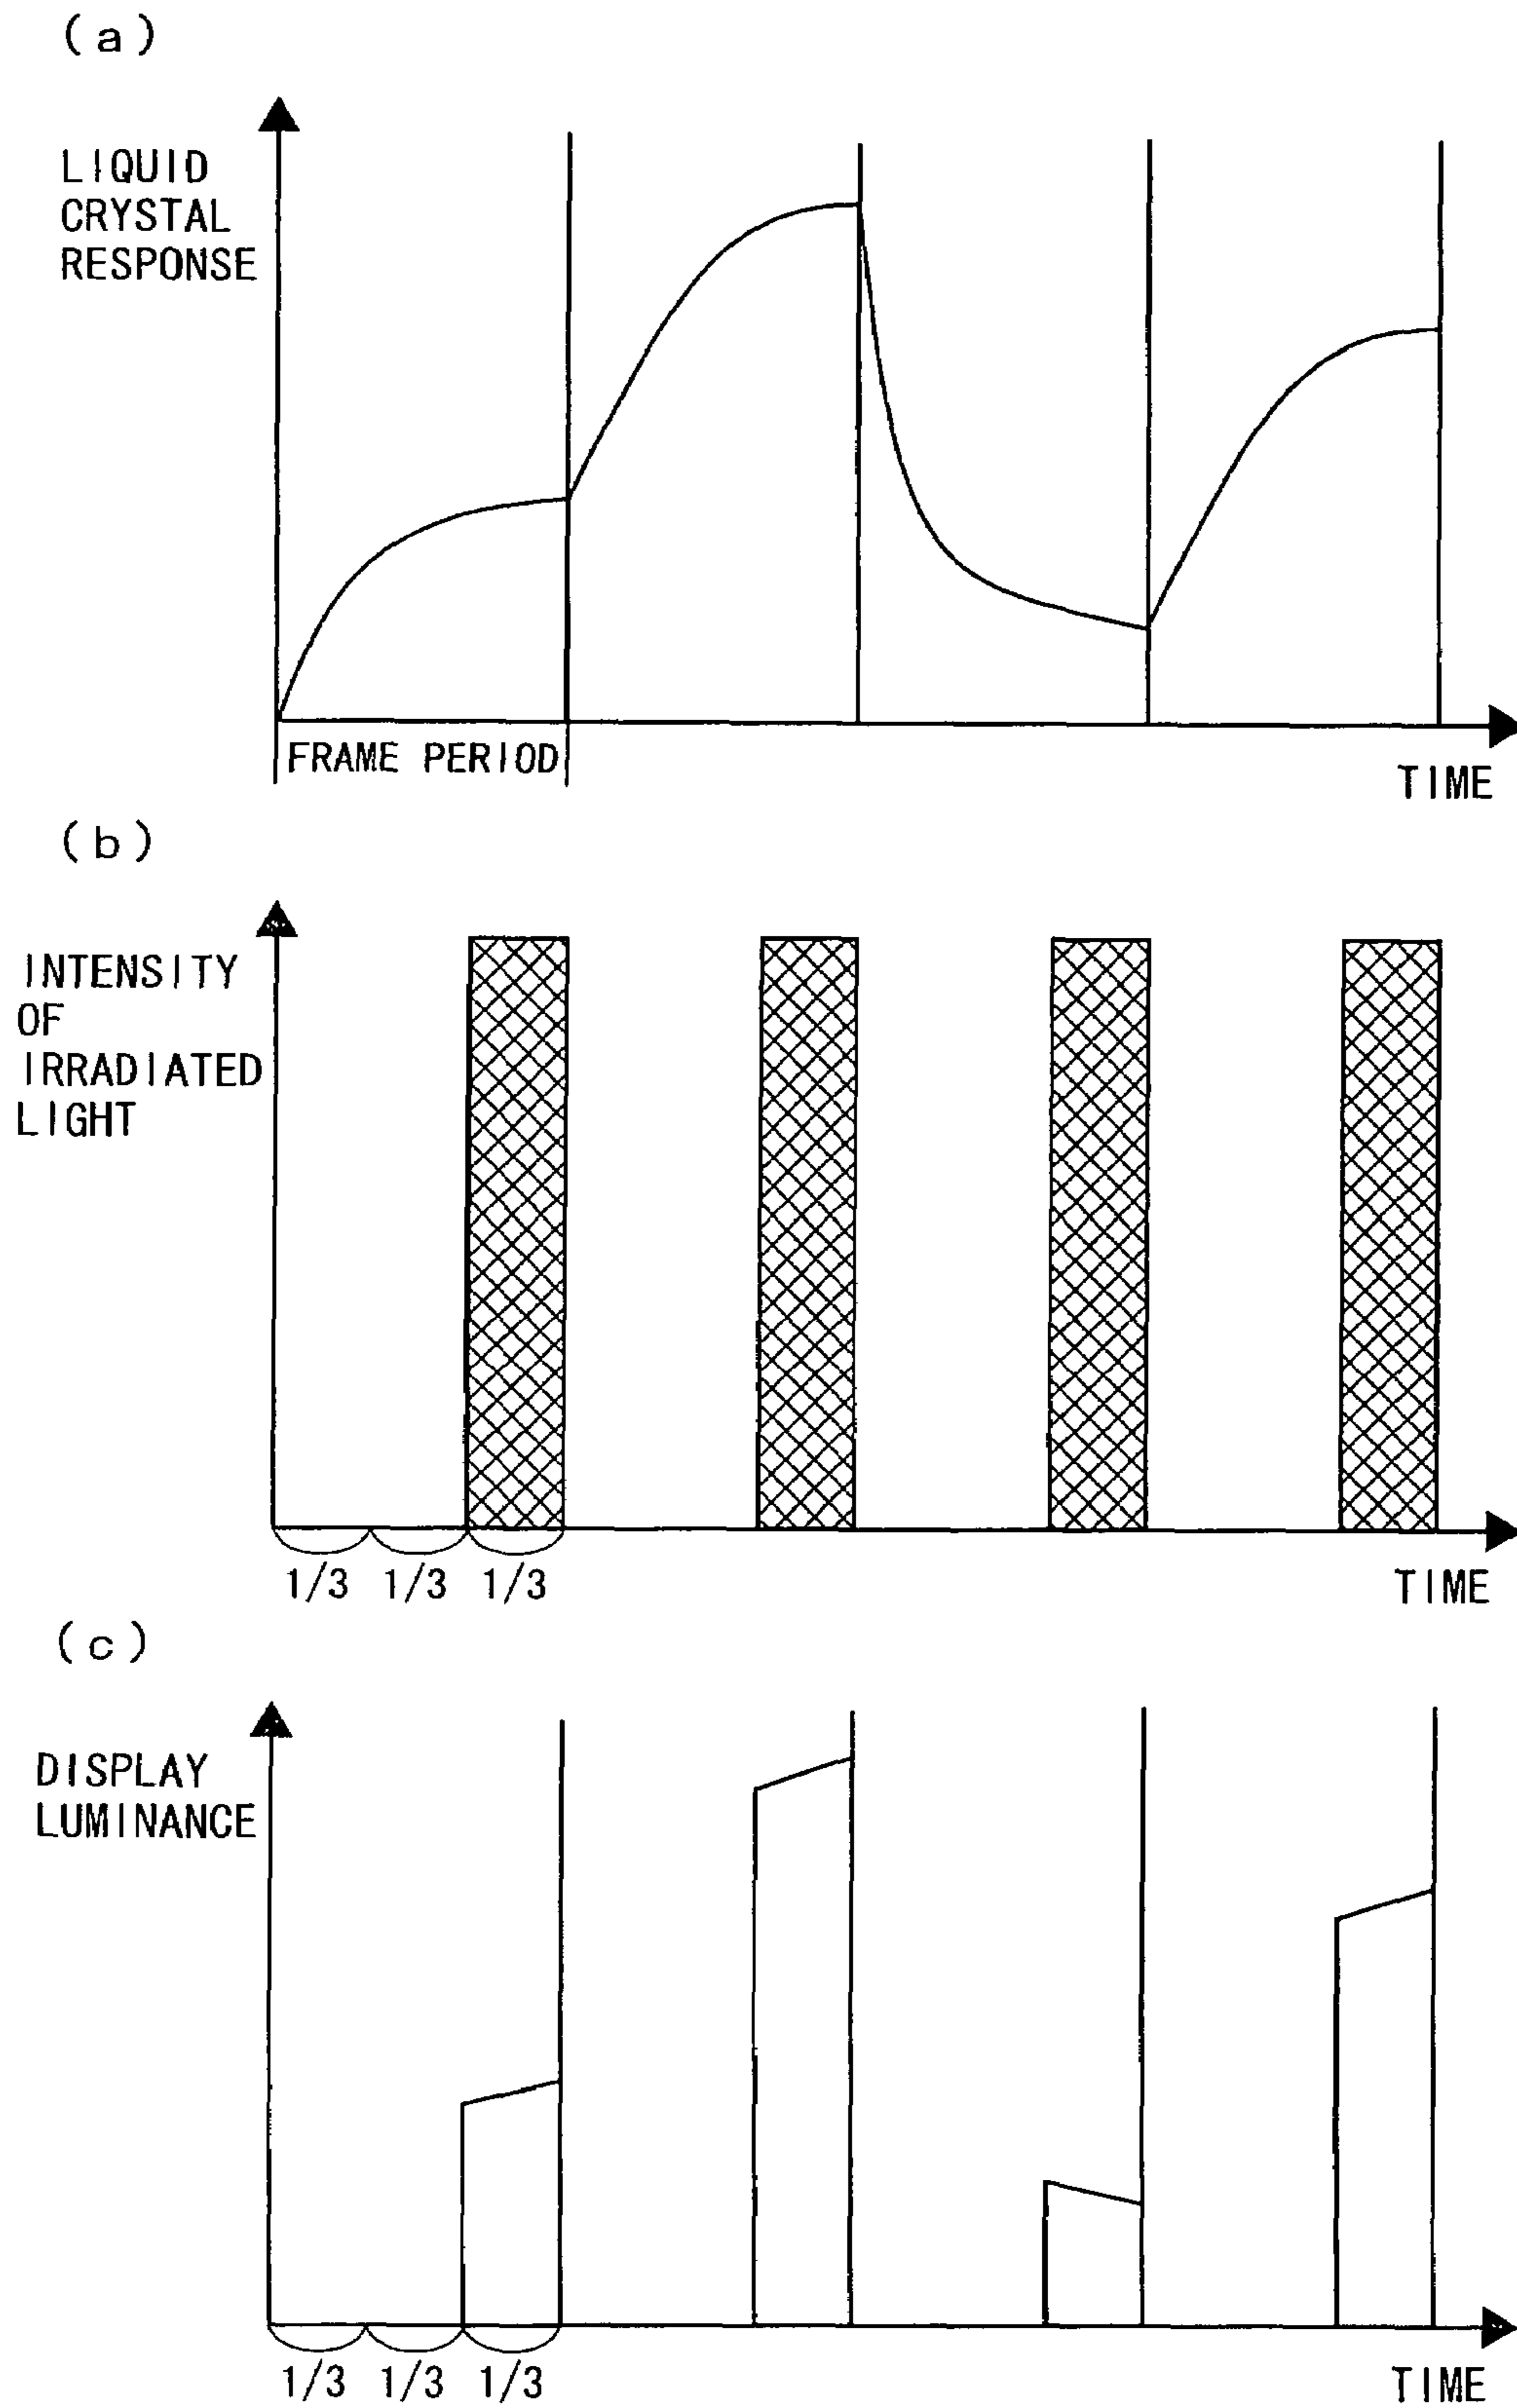 (a)
LIQUID
CRYSTAL
RESPONSE
FRAME PERIOD
TIME
(b)
INTENSITY
OF
IRRADIATED
LIGHT
1/3 1/3 1/3
TIME
(c)
DISPLAY
LUMINANCE
1/3 1/3 1/3
TIME